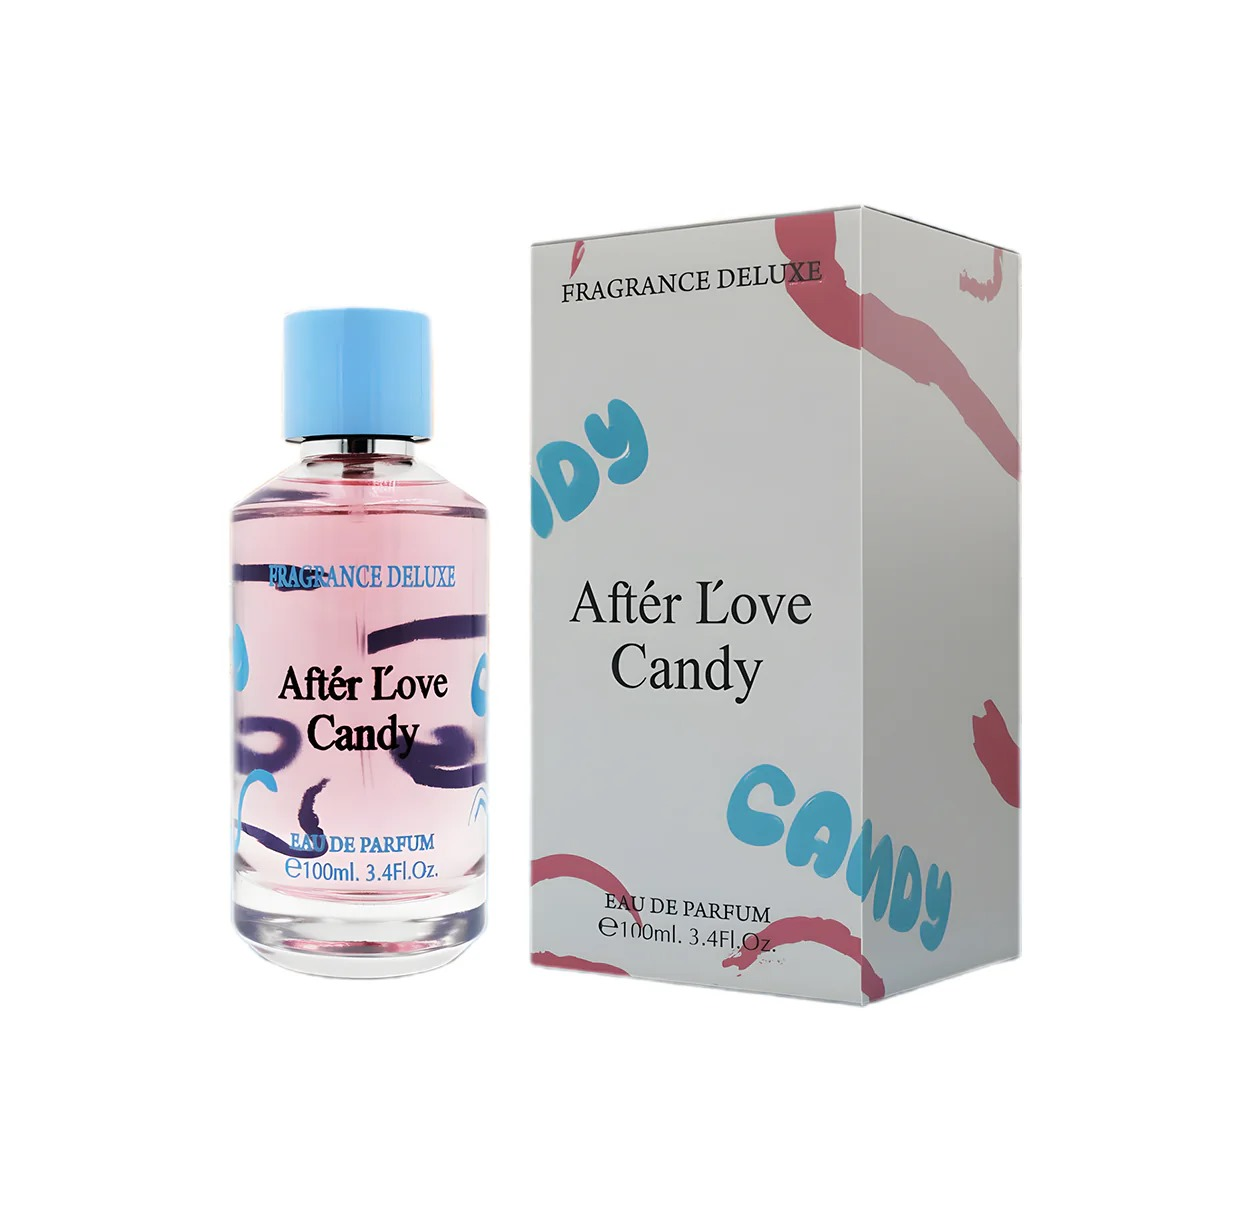 FRAGRANCE DELUXE
Aftér Ľove
Candy
EAU DE PARFUM
℮100ml. 3.4Fl.Oz.
FRAGRANCE DELUXE
NDY
Aftér Ľove
Candy
CANDY
EAU DE PARFUM
℮100ml. 3.4Fl.Oz.